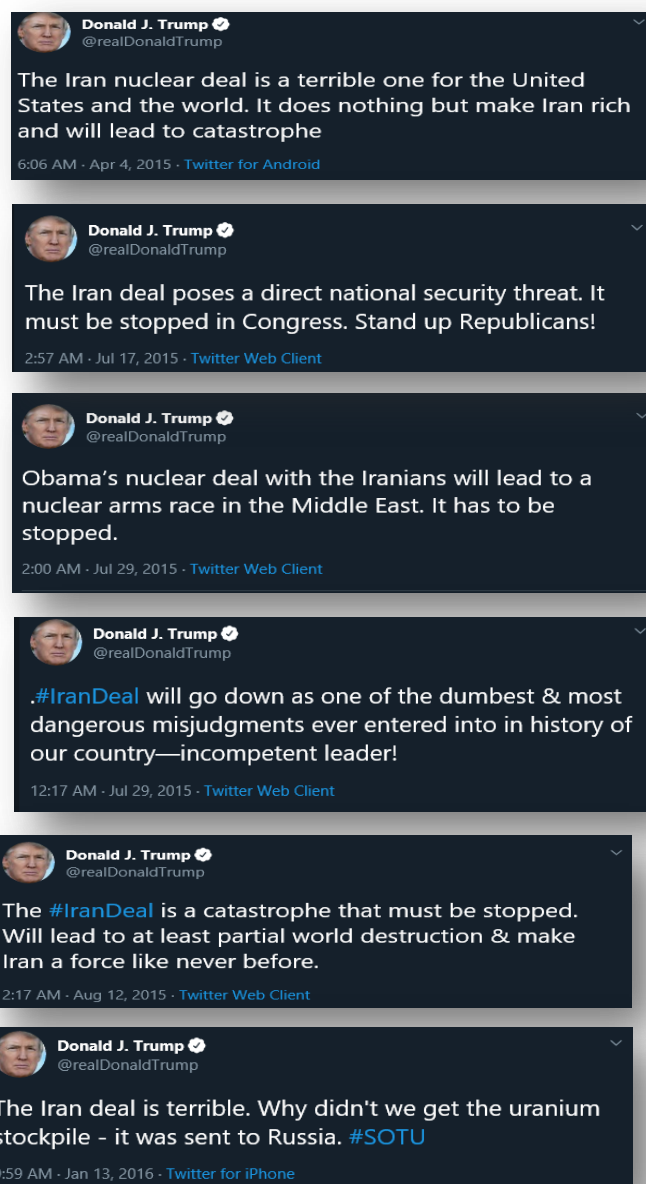 Donald J. Trump
@realDonaldTrump
The Iran nuclear deal is a terrible one for the United
States and the world. It does nothing but make Iran rich
and will lead to catastrophe
6:06 AM · Apr 4, 2015 · Twitter for Android
Donald J. Trump
@realDonaldTrump
The Iran deal poses a direct national security threat. It
must be stopped in Congress. Stand up Republicans!
2:57 AM · Jul 17, 2015 · Twitter Web Client
Donald J. Trump
@realDonaldTrump
Obama’s nuclear deal with the Iranians will lead to a
nuclear arms race in the Middle East. It has to be
stopped.
2:00 AM · Jul 29, 2015 · Twitter Web Client
Donald J. Trump
@realDonaldTrump
.#IranDeal will go down as one of the dumbest & most
dangerous misjudgments ever entered into in history of
our country—incompetent leader!
12:17 AM · Jul 29, 2015 · Twitter Web Client
Donald J. Trump
@realDonaldTrump
The #IranDeal is a catastrophe that must be stopped.
Will lead to at least partial world destruction & make
Iran a force like never before.
2:17 AM · Aug 12, 2015 · Twitter Web Client
Donald J. Trump
@realDonaldTrump
The Iran deal is terrible. Why didn't we get the uranium
stockpile - it was sent to Russia. #SOTU
:59 AM · Jan 13, 2016 · Twitter for iPhone